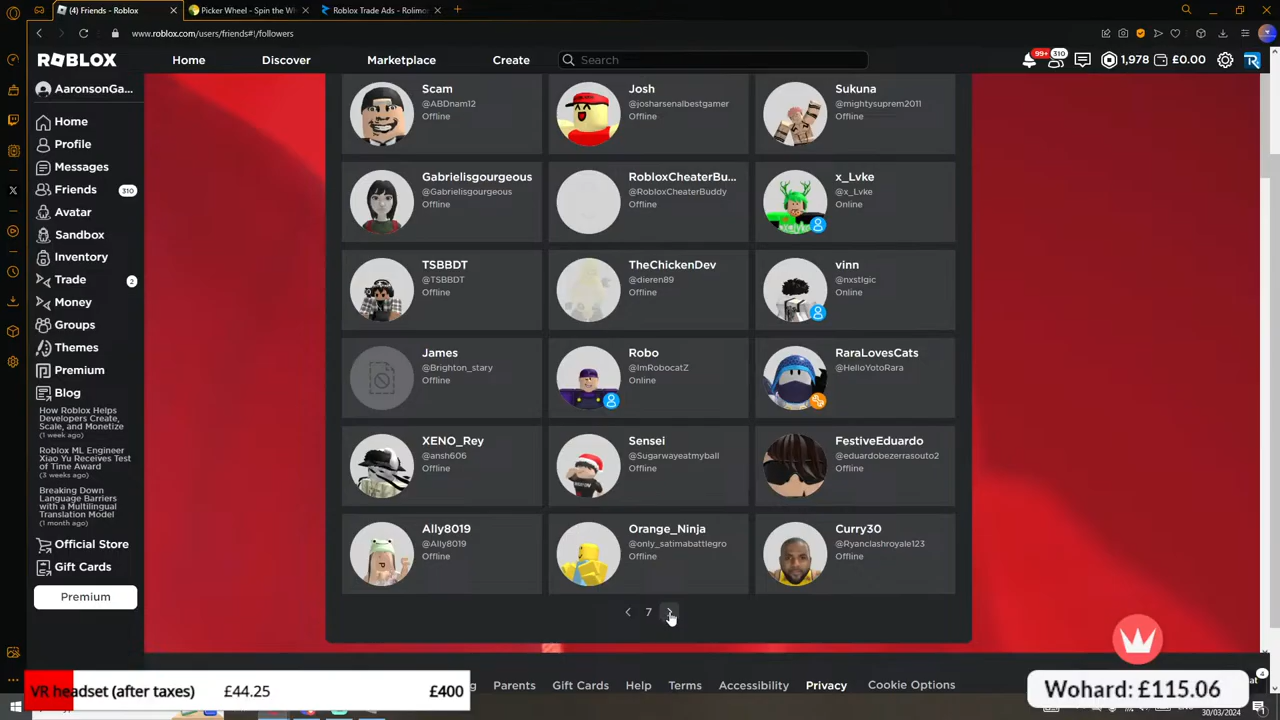 (4) Friends - Roblox
Picker Wheel - Spin the Wh
Roblox Trade Ads - Rolimo
www.roblox.com/users/friends#!/followers
ROBLOX
Home
Discover
Marketplace
Create
Search
99+
310
1,978
£0.00
AaronsonGa...
Home
Profile
Messages
Friends
310
Avatar
Sandbox
Inventory
Trade
2
Money
Groups
Themes
Premium
Blog
How Roblox Helps
Developers Create,
Scale, and Monetize
(1 week ago)
Roblox ML Engineer
Xiao Yu Receives Test
of Time Award
(3 weeks ago)
Breaking Down
Language Barriers
with a Multilingual
Translation Model
(1 month ago)
Official Store
Gift Cards
Premium
Scam
@ABDnam12
Offline
Josh
@josharsenalbestgamer
Offline
Sukuna
@mightysuprem2011
Offline
Gabrielisgourgeous
@Gabrielisgourgeous
Offline
RobloxCheaterBu...
@RobloxCheaterBuddy
Offline
x_Lvke
@x_Lvke
Online
TSBBDT
@TSBBDT
Offline
TheChickenDev
@dieren89
Offline
vinn
@nxstlgic
Online
James
@Brighton_stary
Offline
Robo
@ImRobocatZ
Online
RaraLovesCats
@HelloYotoRara
XENO_Rey
@ansh606
Offline
Sensei
@Sugarwayeatmyball
Offline
FestiveEduardo
@eduardobezerrasouto2
Offline
Ally8019
@Ally8019
Offline
Orange_Ninja
@only_satimabattlegro
Offline
Curry30
@Ryanclashroyale123
Offline
7
VR headset (after taxes)
£44.25
£400
Parents
Gift Cards
Help
Terms
Accessibility
Privacy
Cookie Options
4
Wohard: £115.06
30/03/2024